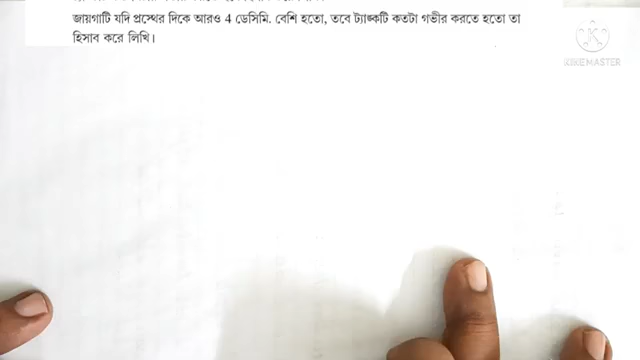 জায়গাটি যদি প্রস্থের দিকে আরও 4 ডেসিমি. বেশি হতো, তবে ট্যাঙ্কটি কতটা গভীর করতে হতো তা
হিসাব করে লিখি।
K
KINEMASTER